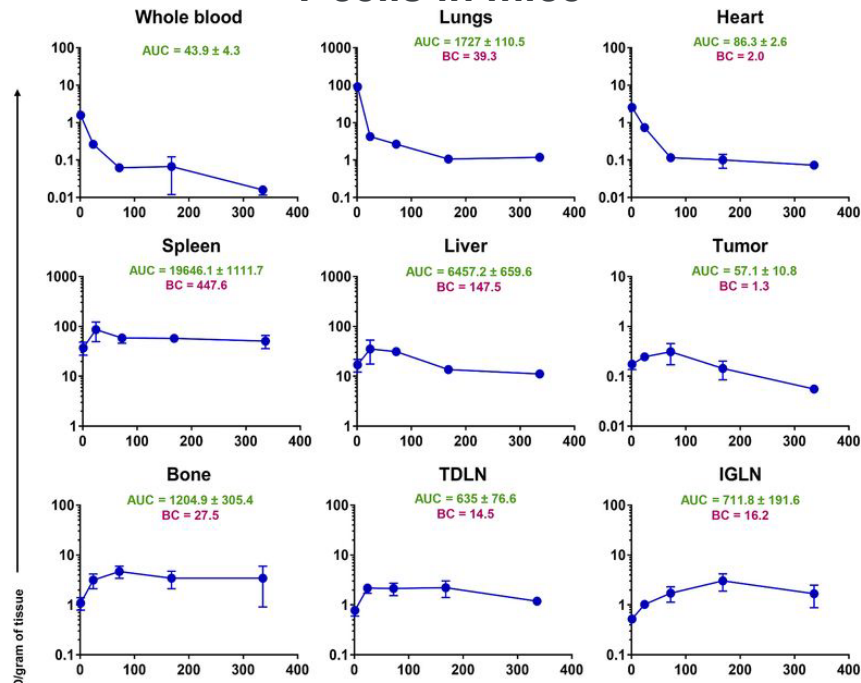 Whole blood
AUC = 43.9 ± 4.3
100
10
1
0.1
0.01
0 100 200 300 400
Lungs
AUC = 1727 ± 110.5
BC = 39.3
1000
100
10
1
0.1
0 100 200 300 400
Heart
AUC = 86.3 ± 2.6
BC = 2.0
100
10
1
0.1
0.01
0 100 200 300 400
Spleen
AUC = 19646.1 ± 1111.7
BC = 447.6
1000
100
10
1
0 100 200 300 400
Liver
AUC = 6457.2 ± 659.6
BC = 147.5
1000
100
10
1
0 100 200 300 400
Tumor
AUC = 57.1 ± 10.8
BC = 1.3
10
1
0.1
0.01
0 100 200 300 400
Bone
AUC = 1204.9 ± 305.4
BC = 27.5
100
10
1
0.1
0 100 200 300 400
TDLN
AUC = 635 ± 76.6
BC = 14.5
100
10
1
0.1
0 100 200 300 400
IGLN
AUC = 711.8 ± 191.6
BC = 16.2
100
10
1
0.1
0 100 200 300 400
/gram of tissue